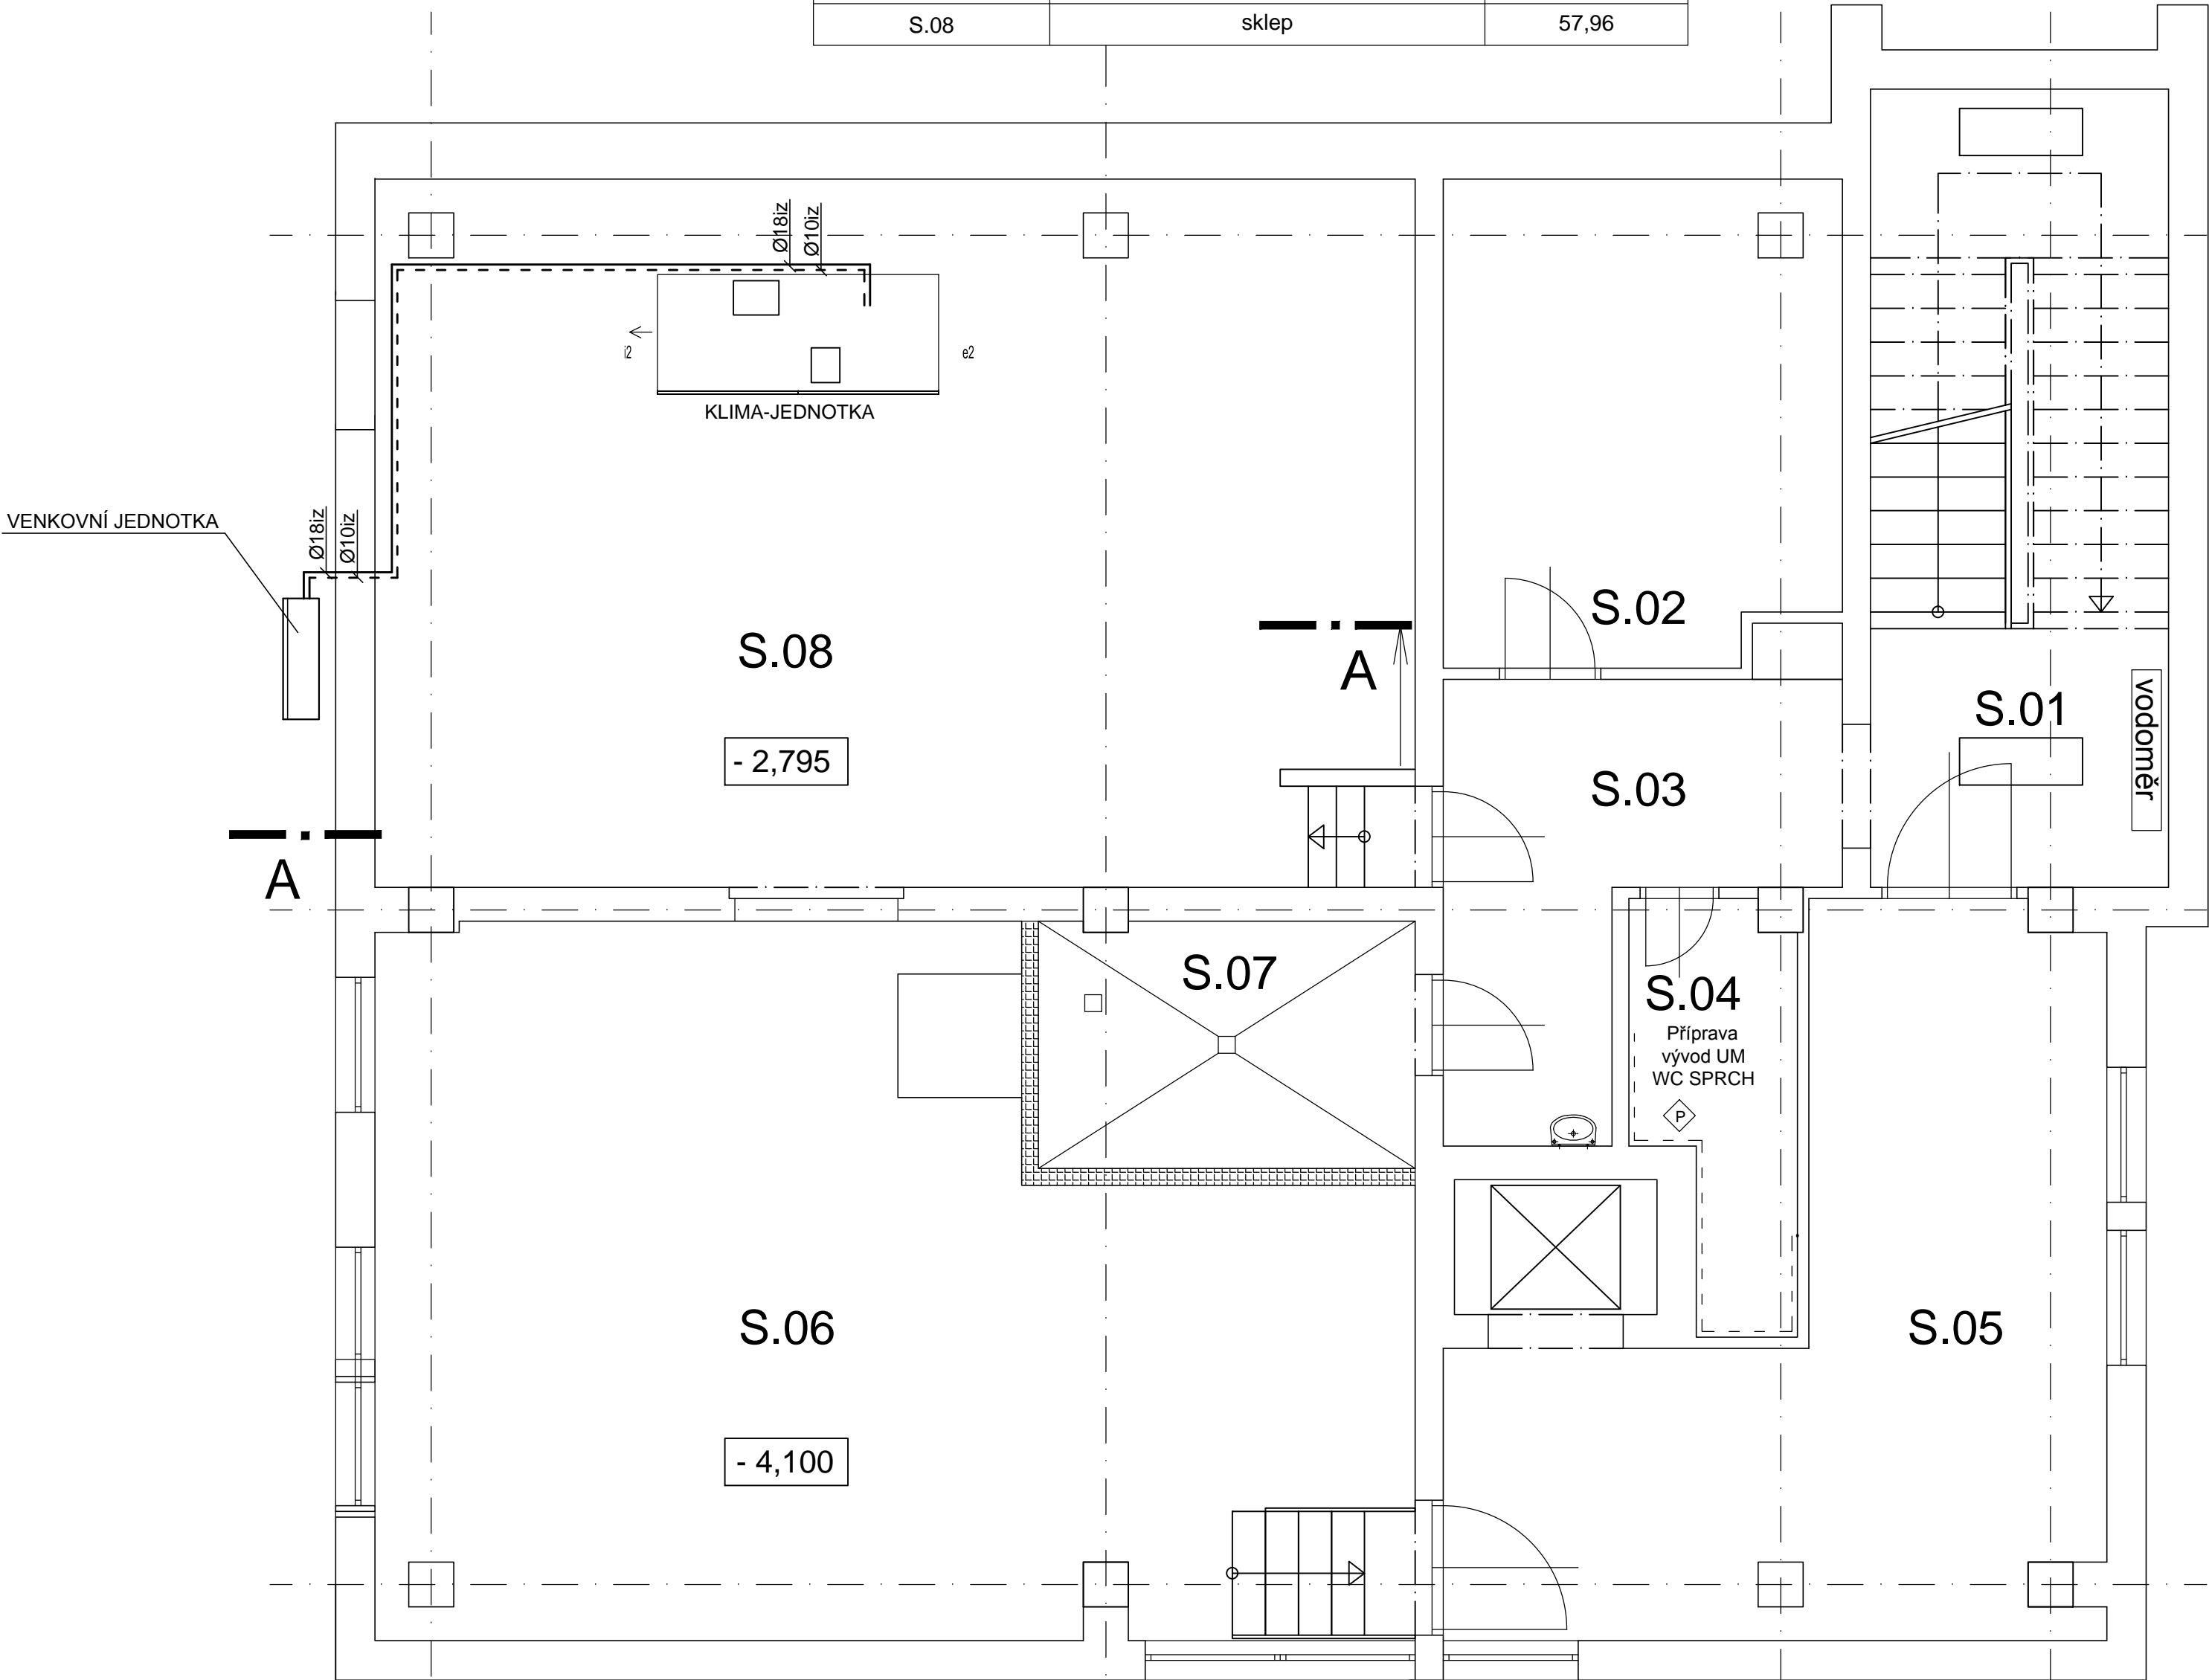 S.08 sklep 57,96
Ø18iz
Ø10iz
i2
e2
KLIMA-JEDNOTKA
VENKOVNÍ JEDNOTKA
Ø18iz
Ø10iz
S.02
S.08
A
S.01
vodoměr
- 2,795
S.03
A
S.07
S.04
Příprava
vývod UM
WC SPRCH
P
S.06
S.05
- 4,100